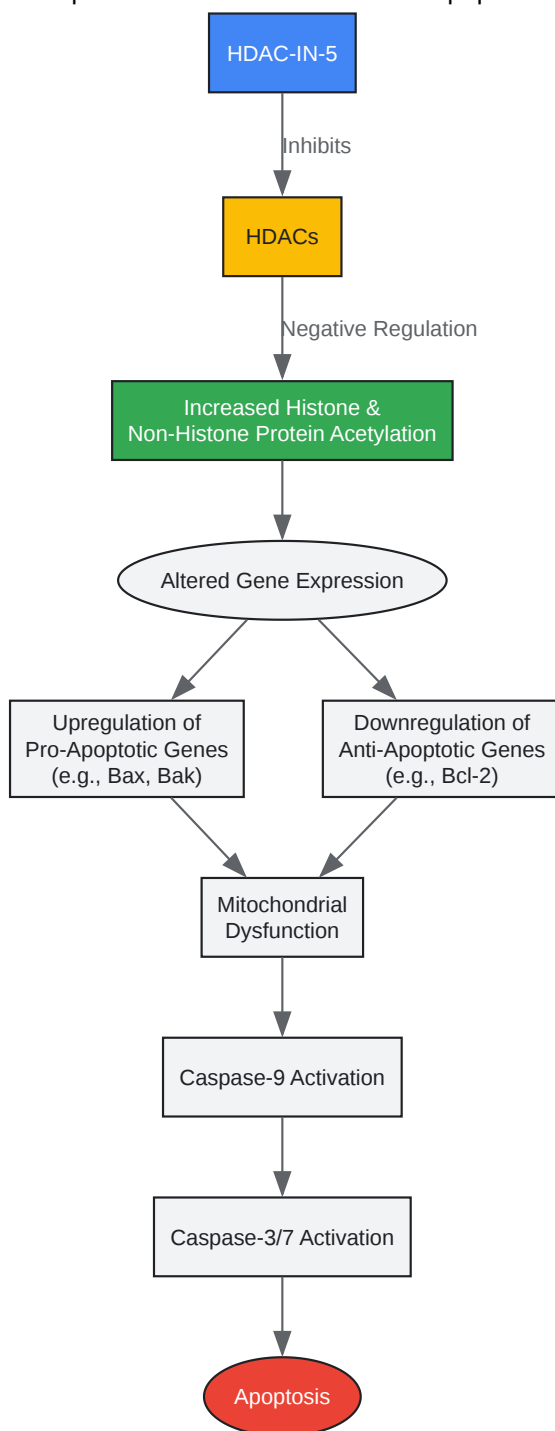 HDAC-IN-5
Inhibits
HDACs
Negative Regulation
Increased Histone &
Non-Histone Protein Acetylation
Altered Gene Expression
Upregulation of
Pro-Apoptotic Genes
(e.g., Bax, Bak)
Downregulation of
Anti-Apoptotic Genes
(e.g., Bcl-2)
Mitochondrial
Dysfunction
Caspase-9 Activation
Caspase-3/7 Activation
Apoptosis